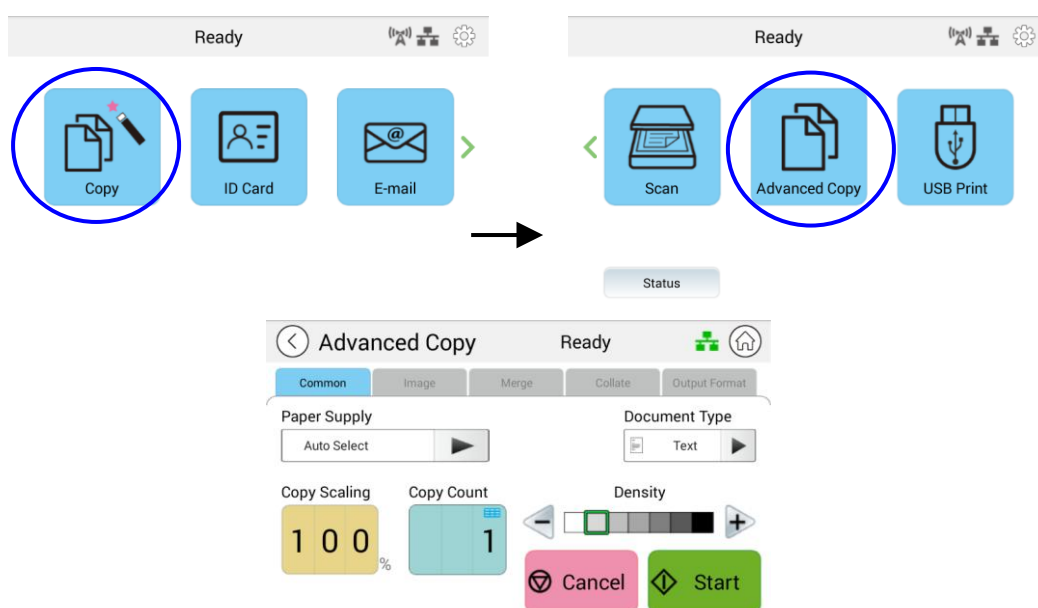 Ready
Copy
ID Card
@
E-mail
Ready
Scan
Advanced Copy
USB Print
Status
Advanced Copy Ready
Common Image Merge Collate Output Format
Paper Supply Document Type
Auto Select Text
Copy Scaling Copy Count Density
1 0 0 % 1
Cancel Start